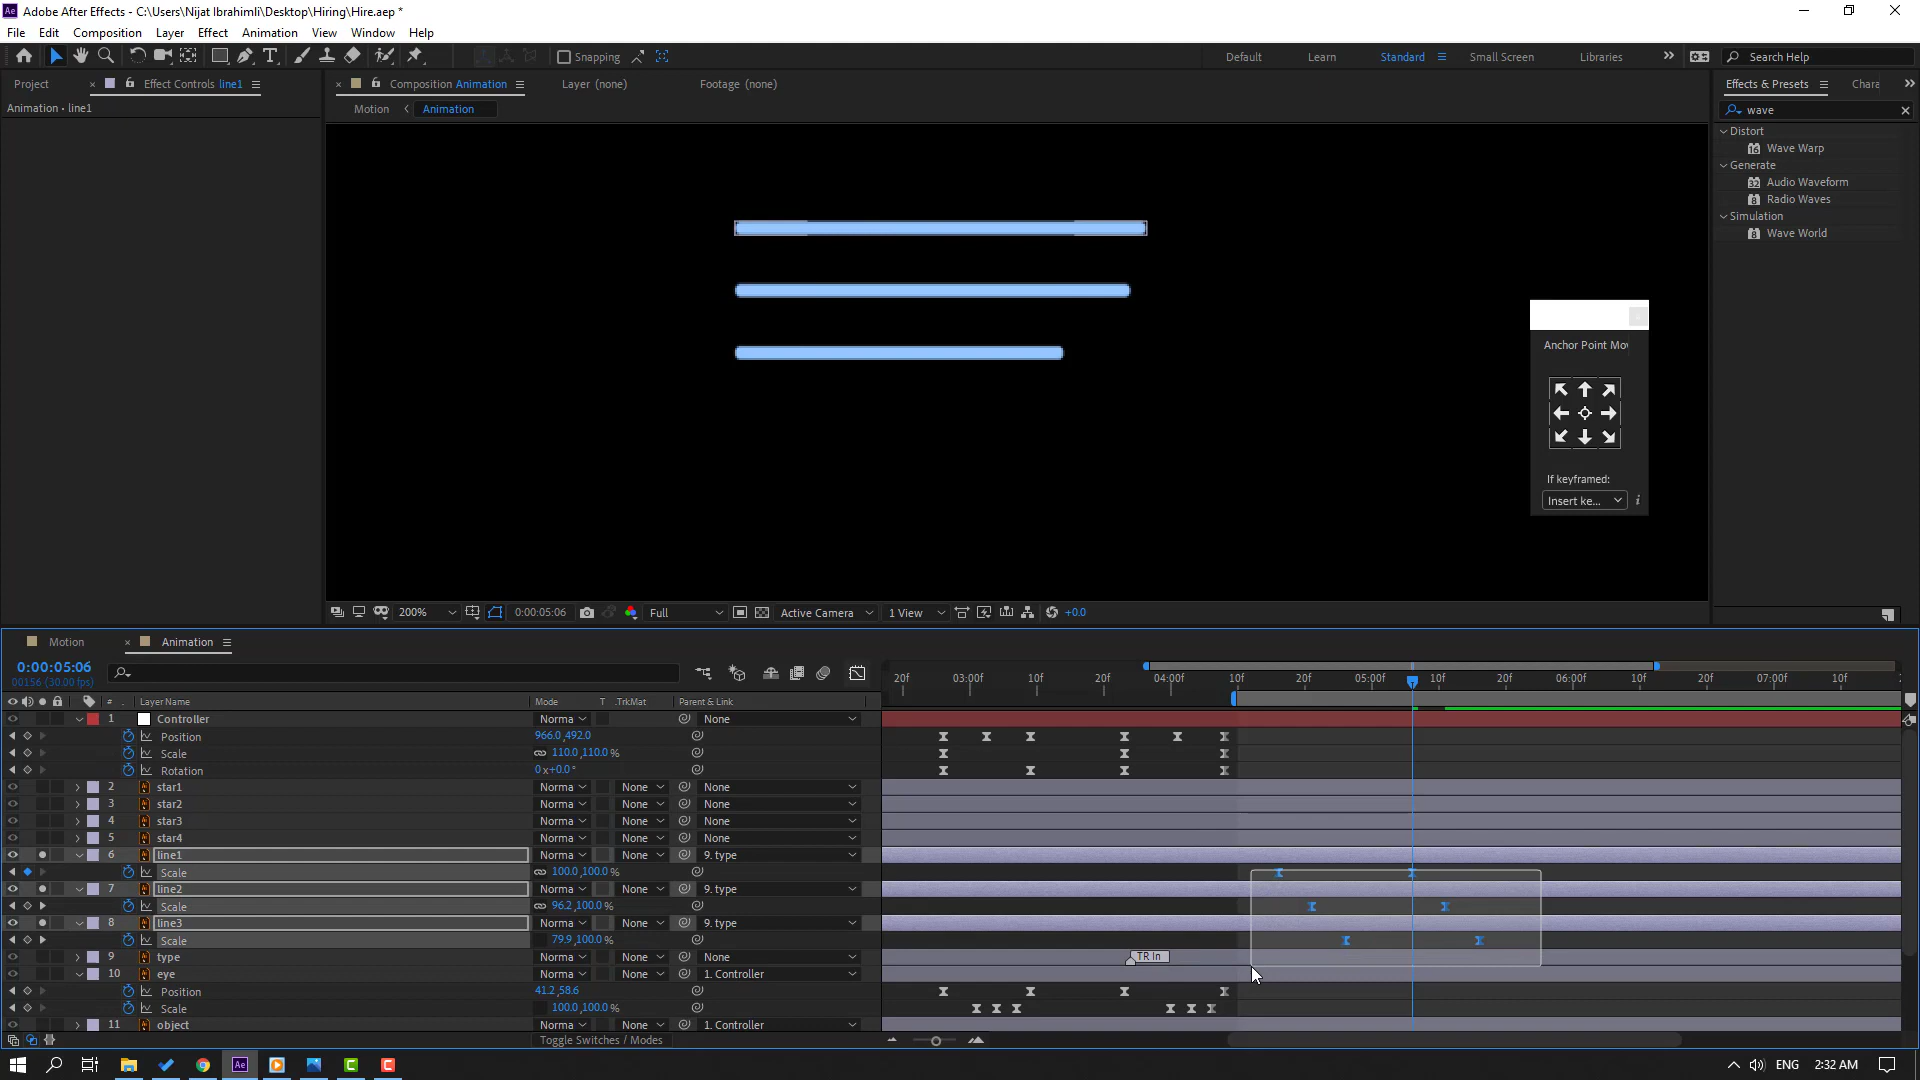 Adobe After Effects - C:\Users\Nijat Ibrahimli\Desktop\Hiring\Hire.aep *
File Edit Composition Layer Effect Animation View Window Help
Snapping Default Learn Standard Small Screen Libraries Search Help
Project Effect Controls line1 Composition Animation Layer (none) Footage (none) Effects & Presets Chara
Animation • line1 Motion Animation wave
Distort
Wave Warp
Generate
Audio Waveform
Radio Waves
Simulation
Wave World
Anchor Point Mov
If keyframed:
Insert ke...
200% 0:00:05:06 Full Active Camera 1 View +0.0
Motion Animation
0:00:05:06
00156 (30.00 fps)
20f 03:00f 10f 20f 04:00f 10f 20f 05:00f 10f 20f 06:00f 10f 20f 07:00f 10f
# Layer Name Mode T .TrkMat Parent & Link
1 Controller Norma None
Position 966.0,492.0
Scale 110.0,110.0 %
Rotation 0x+0.0°
2 star1 Norma None None
3 star2 Norma None None
4 star3 Norma None None
5 star4 Norma None None
6 line1 Norma None 9. type
Scale 100.0,100.0 %
7 line2 Norma None 9. type
Scale 96.2,100.0 %
8 line3 Norma None 9. type
Scale 79.9,100.0 %
9 type Norma None None TR In
10 eye Norma None 1. Controller
Position 41.2,58.6
Scale 100.0,100.0 %
11 object Norma None 1. Controller
Toggle Switches / Modes
ENG 2:32 AM